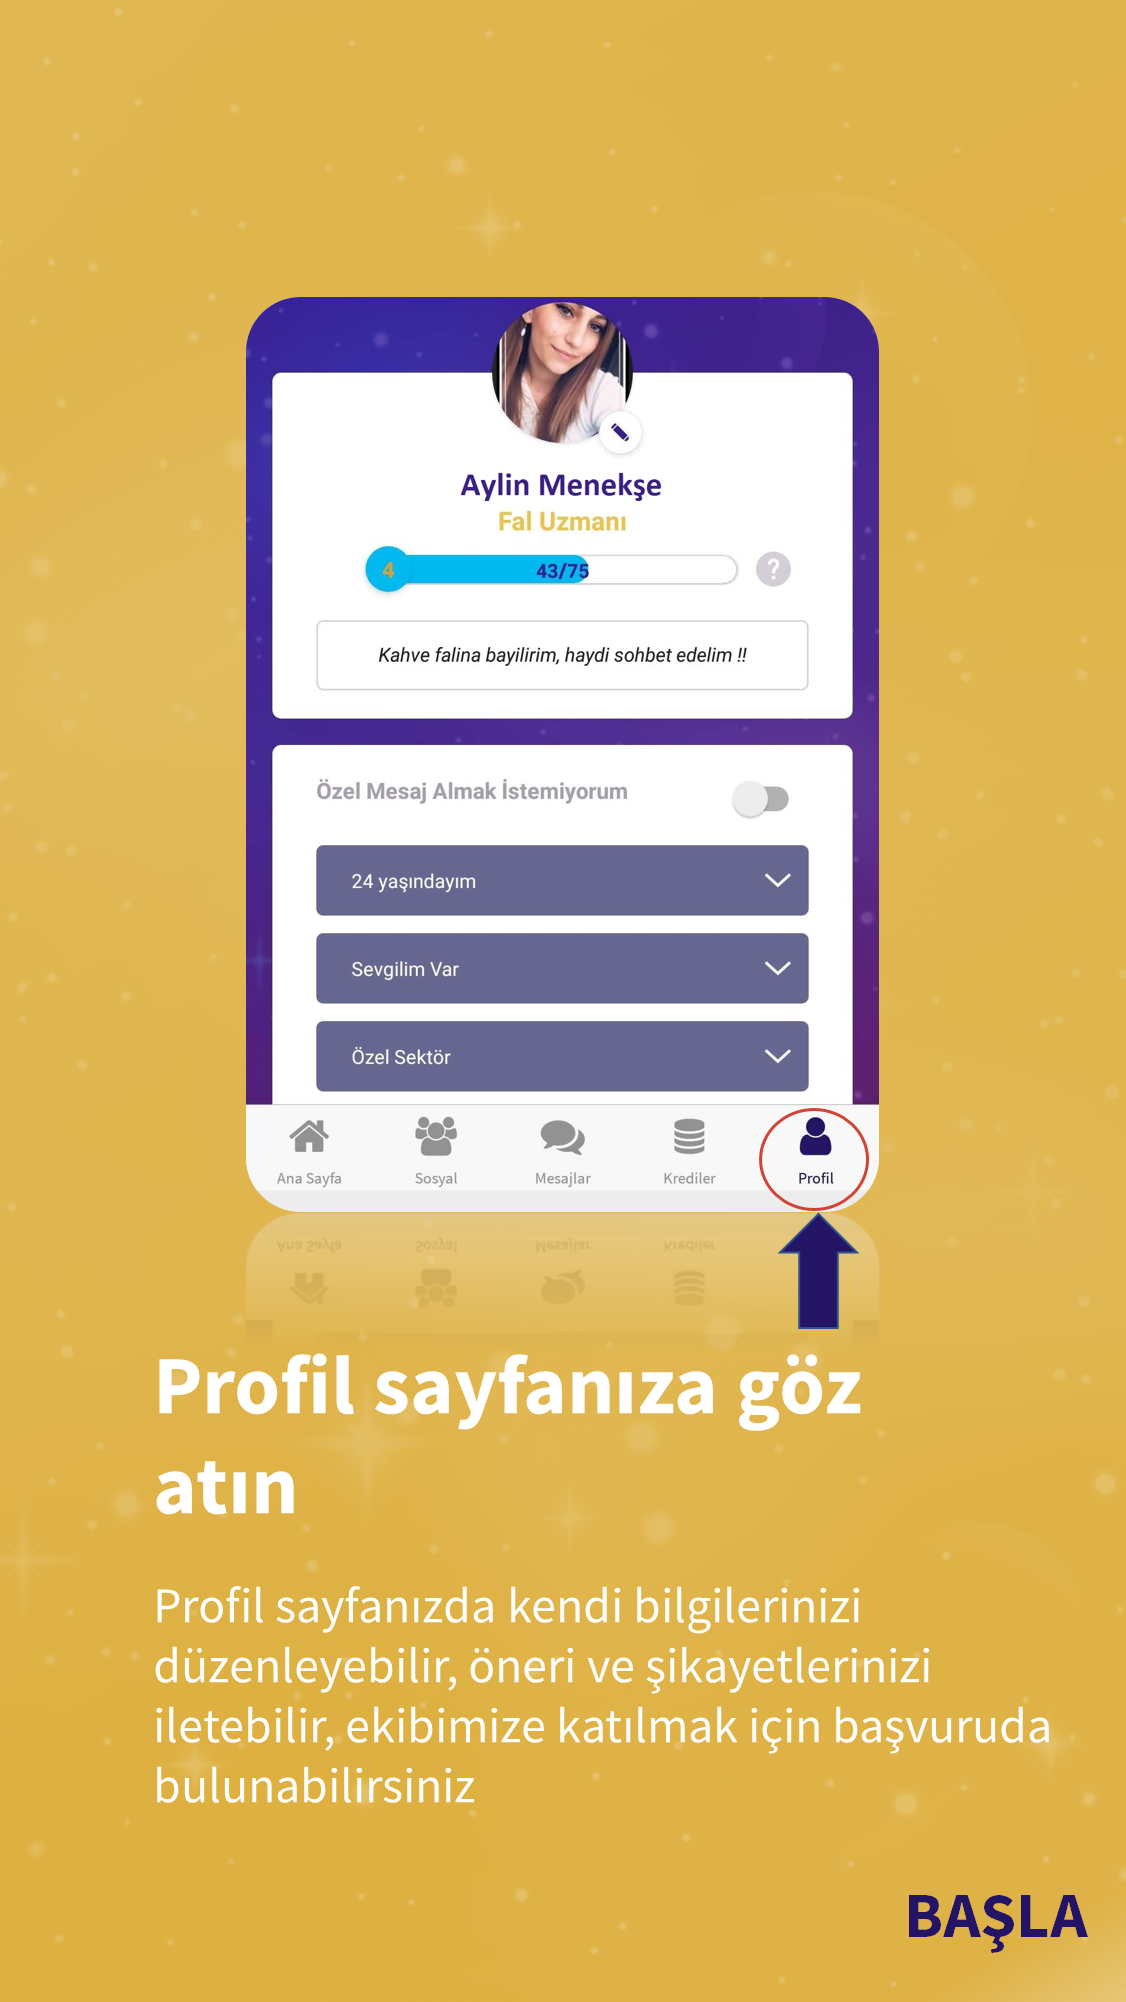 Aylin Menekşe
Fal Uzmanı
4
43/75
?
Kahve falina bayilirim, haydi sohbet edelim !!
Özel Mesaj Almak İstemiyorum
24 yaşındayım
Sevgilim Var
Özel Sektör
Ana Sayfa
Sosyal
Mesajlar
Krediler
Profil
Profil sayfanıza göz
atın
Profil sayfanızda kendi bilgilerinizi
düzenleyebilir, öneri ve şikayetlerinizi
iletebilir, ekibimize katılmak için başvuruda
bulunabilirsiniz
BAŞLA